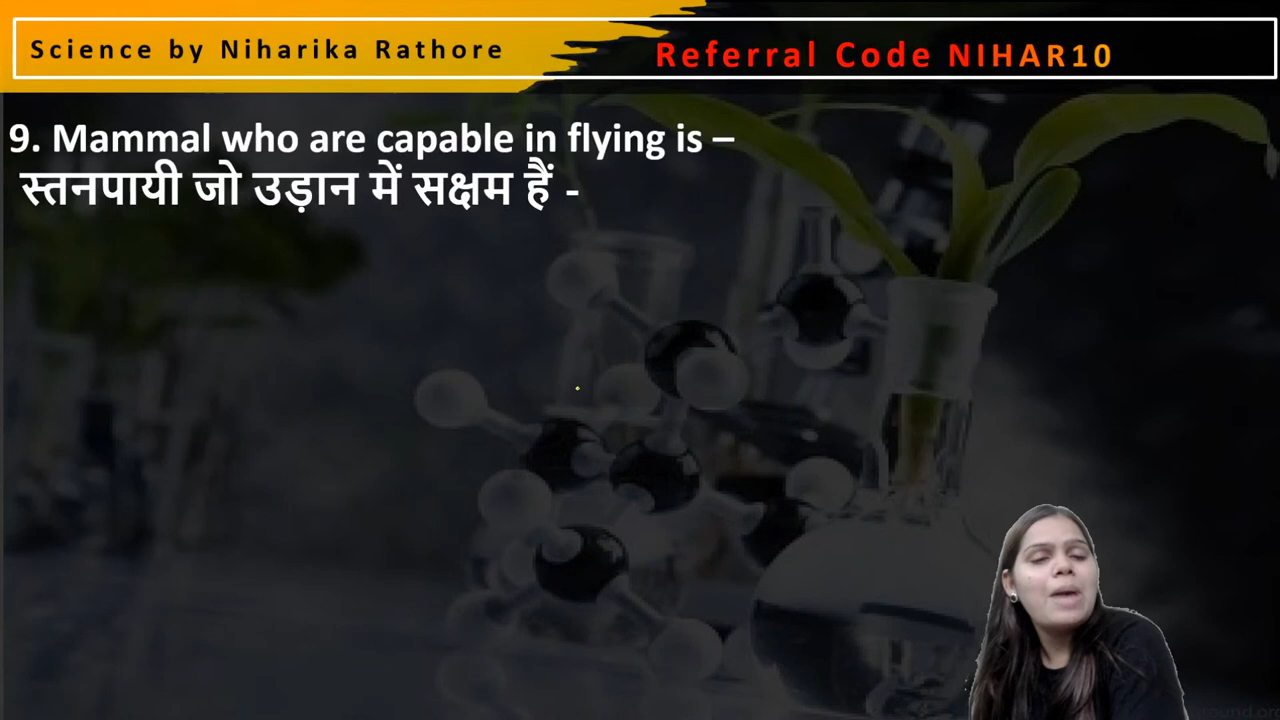 Science by Niharika Rathore
Referral Code NIHAR10
9. Mammal who are capable in flying is –
स्तनपायी जो उड़ान में सक्षम हैं -